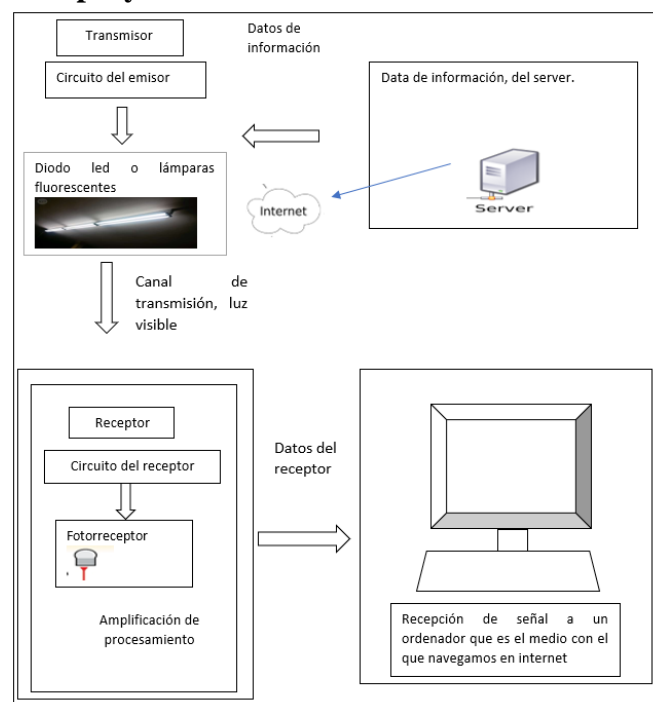 Transmisor
Circuito del emisor
Datos de
información
Data de información, del server.
Diodo led o lámparas
fluorescentes
Internet
Server
Canal de
transmisión, luz
visible
Receptor
Circuito del receptor
Fotorreceptor
Amplificación de
procesamiento
Datos del
receptor
Recepción de señal a un
ordenador que es el medio con el
que navegamos en internet